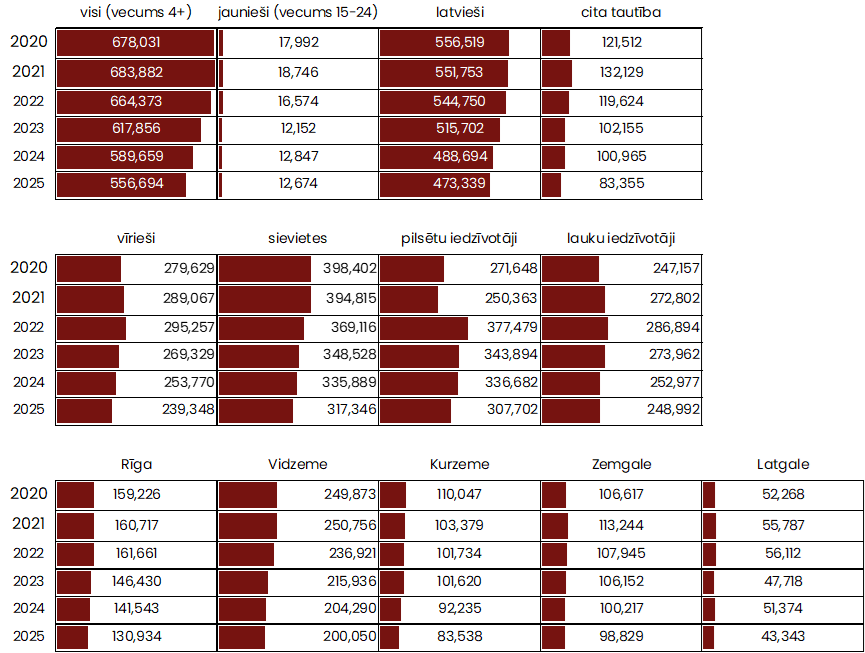 visi (vecums 4+) jaunieši (vecums 15-24) latvieši cita tautība
2020 678,031 17,992 556,519 121,512
2021 683,882 18,746 551,753 132,129
2022 664,373 16,574 544,750 119,624
2023 617,856 12,152 515,702 102,155
2024 589,659 12,847 488,694 100,965
2025 556,694 12,674 473,339 83,355
vīrieši sievietes pilsētu iedzīvotāji lauku iedzīvotāji
2020 279,629 398,402 271,648 247,157
2021 289,067 394,815 250,363 272,802
2022 295,257 369,116 377,479 286,894
2023 269,329 348,528 343,894 273,962
2024 253,770 335,889 336,682 252,977
2025 239,348 317,346 307,702 248,992
Rīga Vidzeme Kurzeme Zemgale Latgale
2020 159,226 249,873 110,047 106,617 52,268
2021 160,717 250,756 103,379 113,244 55,787
2022 161,661 236,921 101,734 107,945 56,112
2023 146,430 215,936 101,620 106,152 47,718
2024 141,543 204,290 92,235 100,217 51,374
2025 130,934 200,050 83,538 98,829 43,343